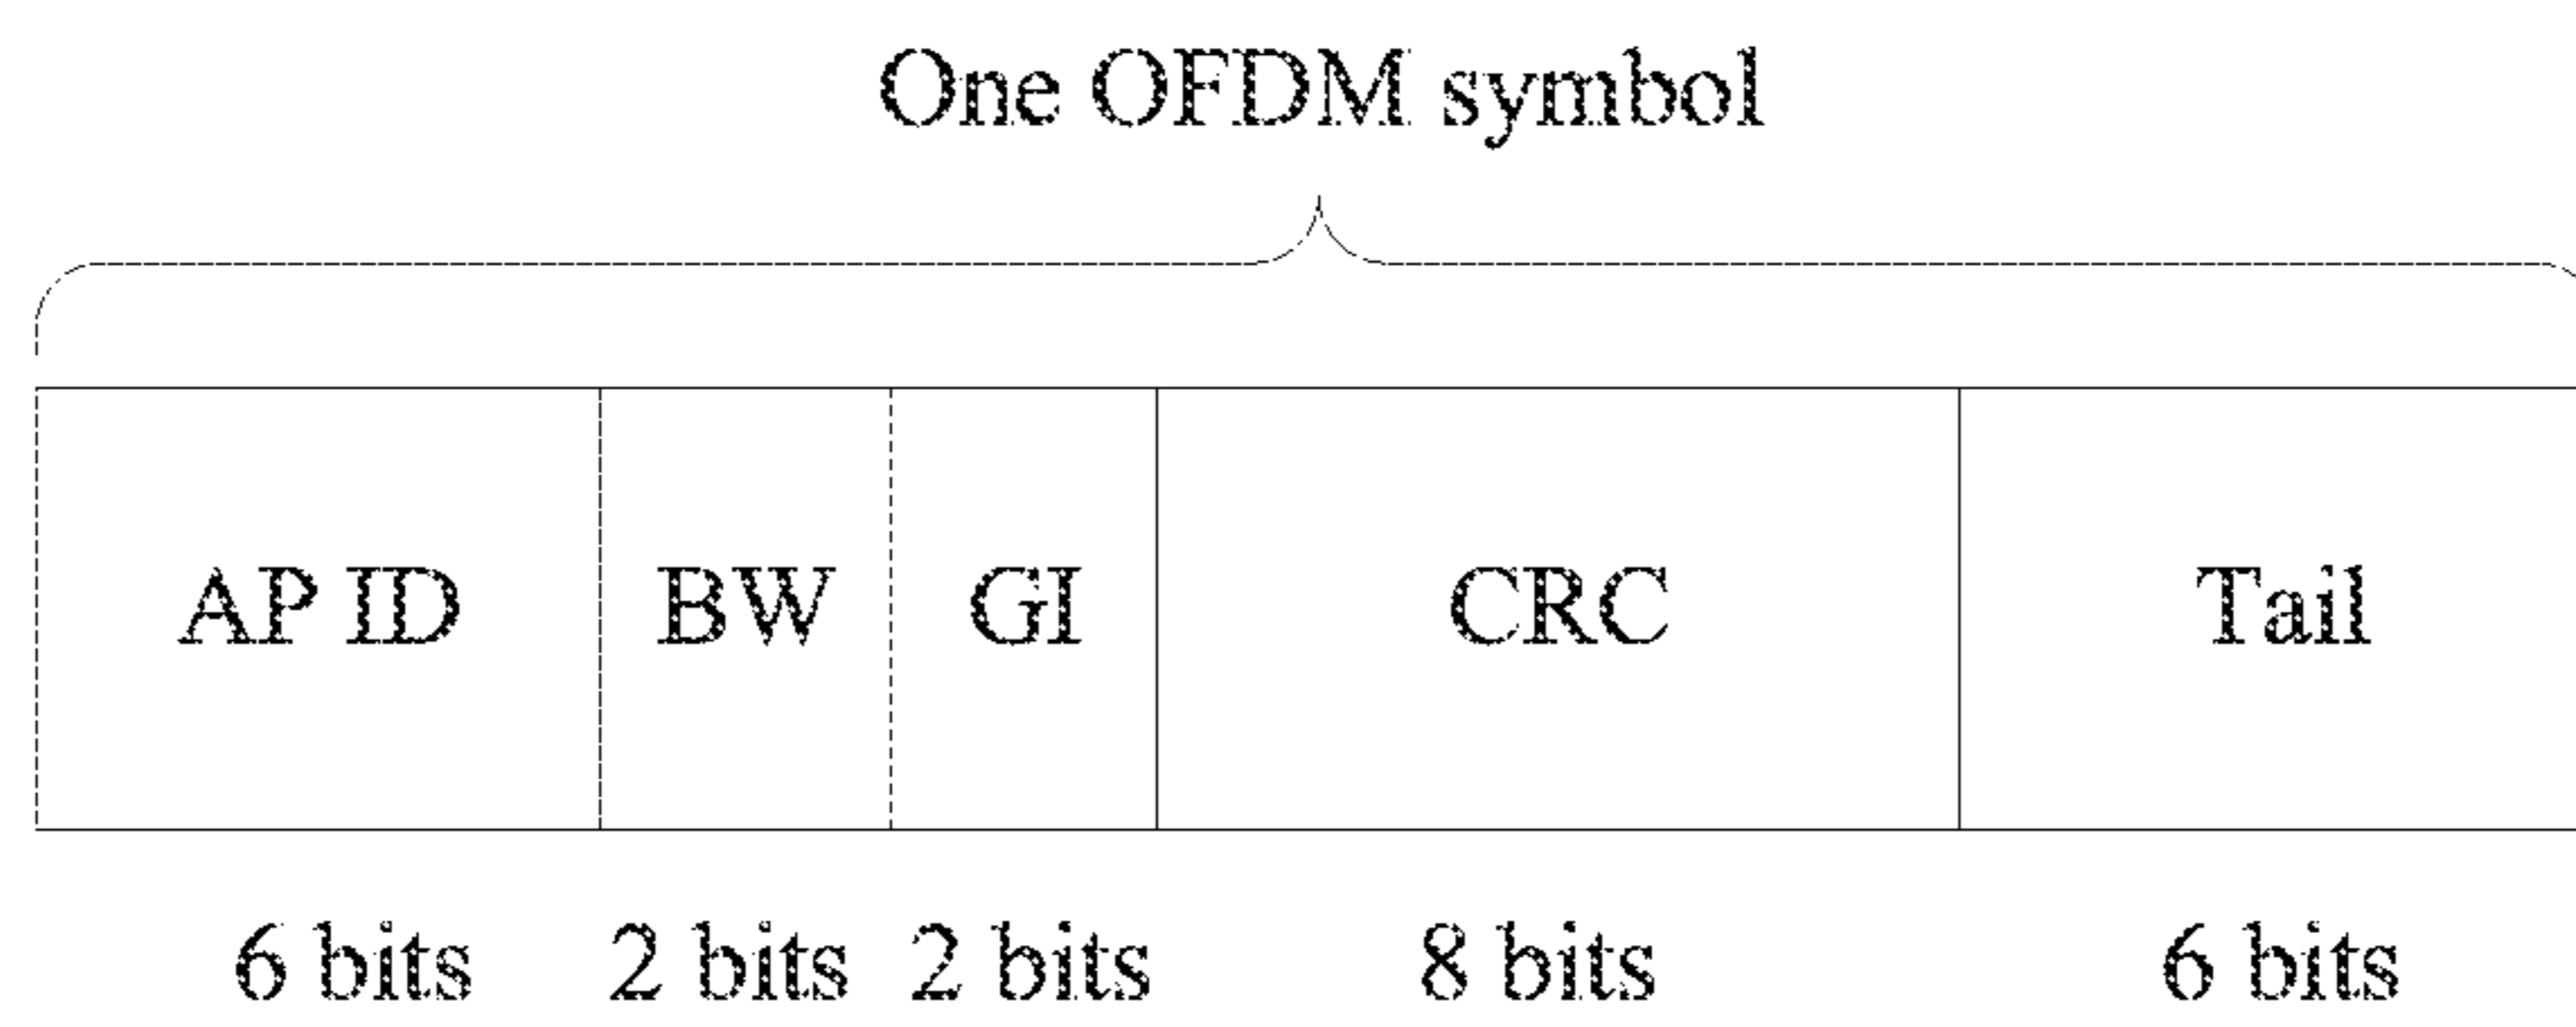 One OFDM symbol
AP ID BW GI CRC Tail
6 bits 2 bits 2 bits 8 bits 6 bits